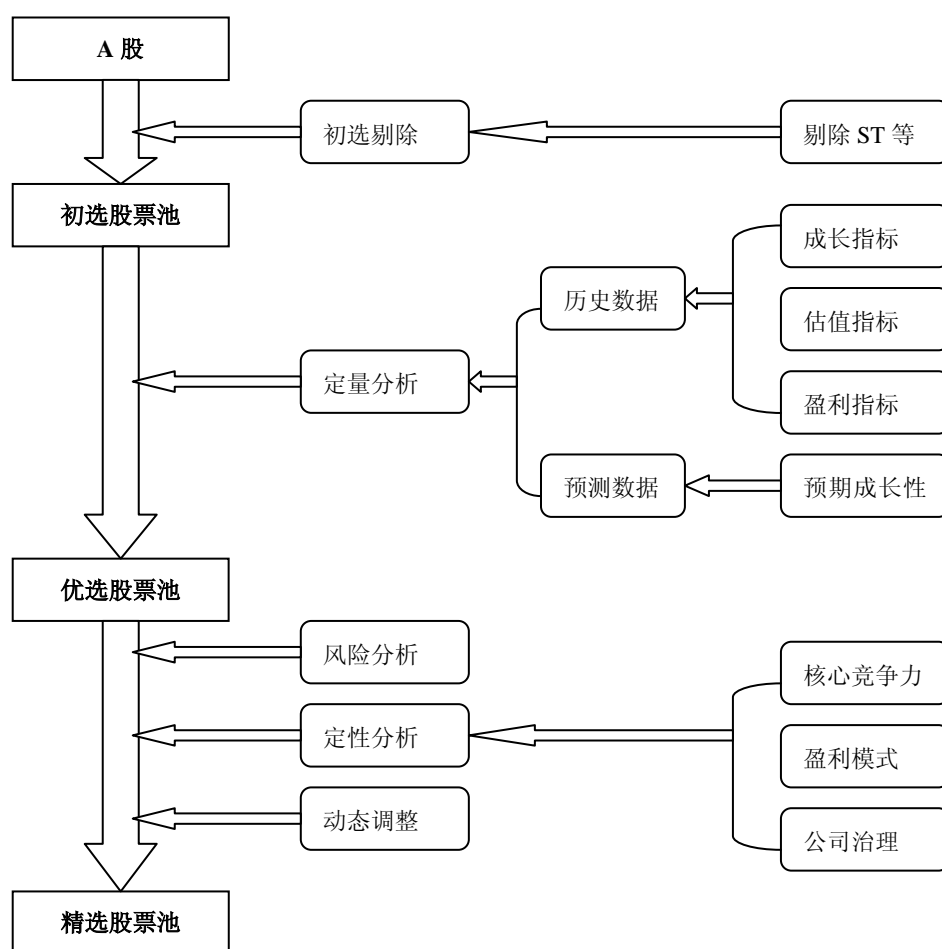 A 股
初选剔除
剔除 ST 等
初选股票池
成长指标
历史数据
估值指标
定量分析
盈利指标
预测数据
预期成长性
优选股票池
风险分析
核心竞争力
定性分析
盈利模式
动态调整
公司治理
精选股票池